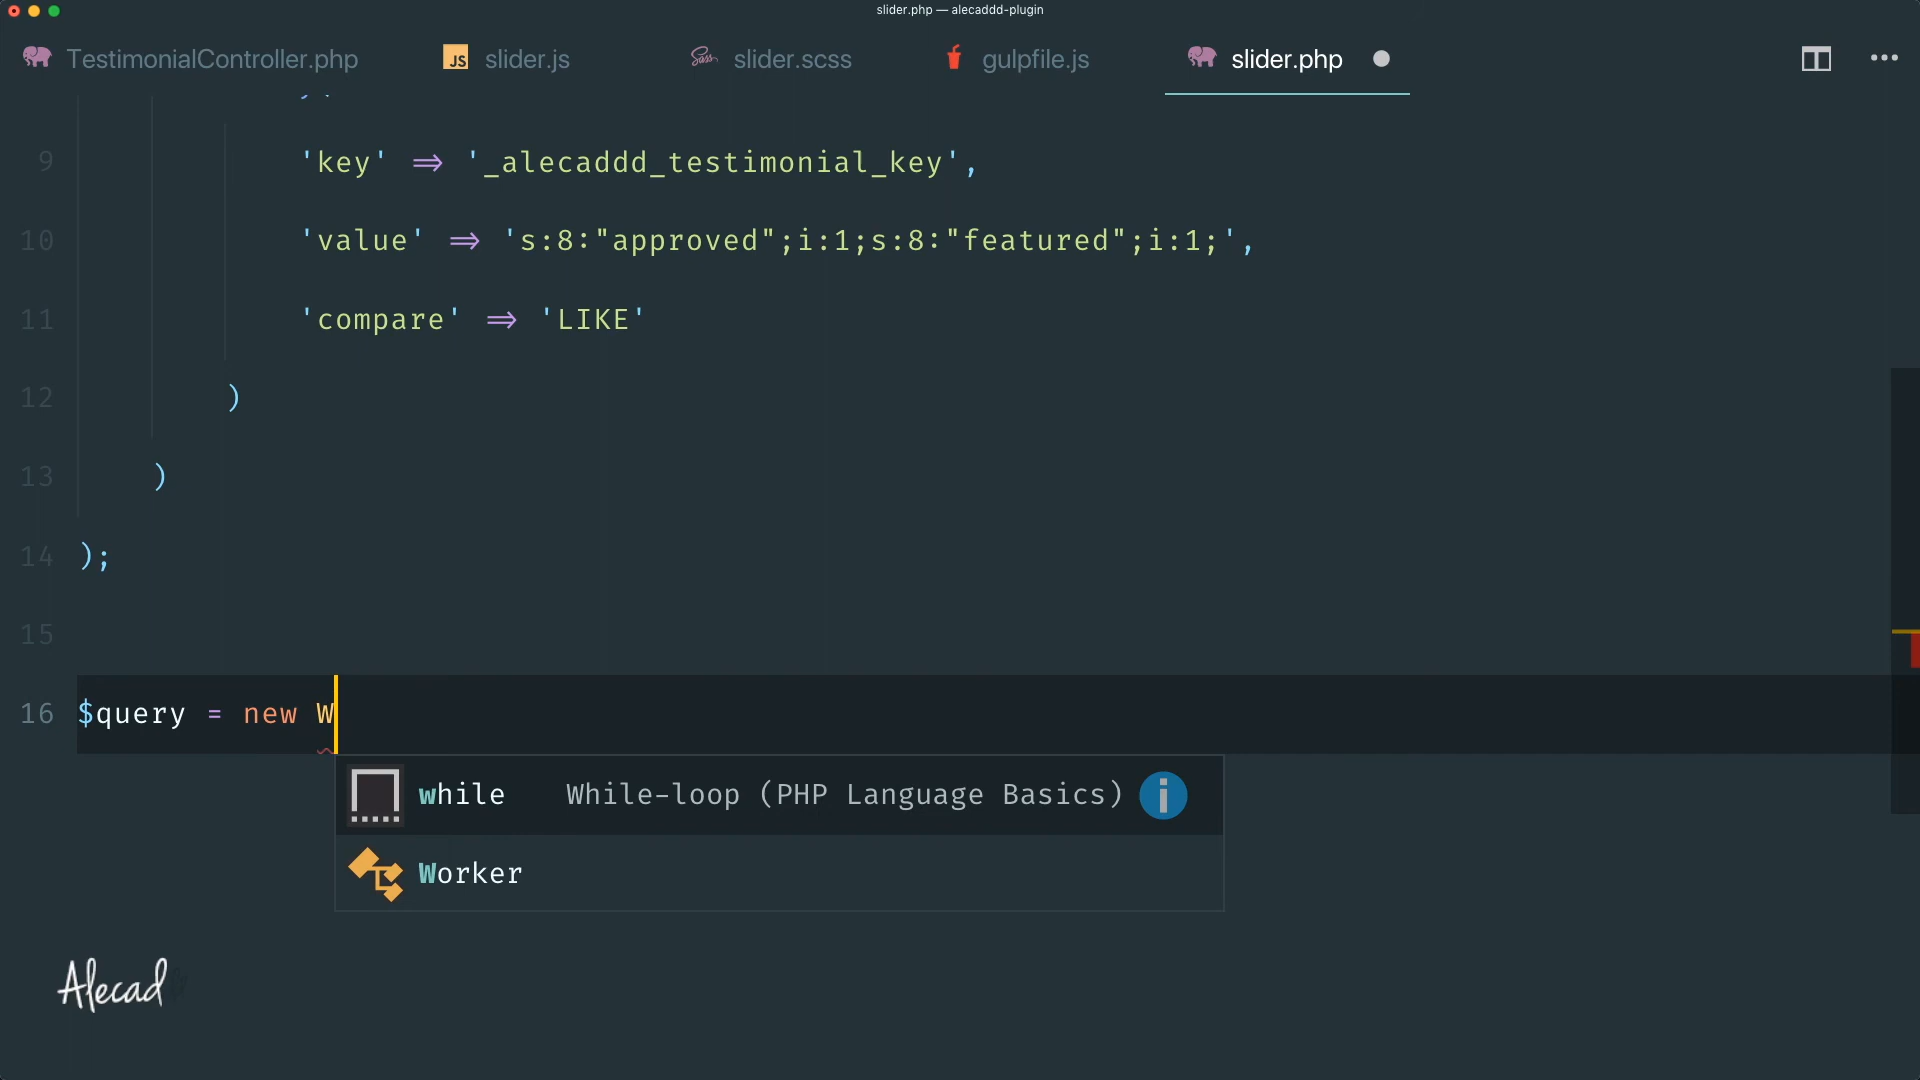 slider.php — alecaddd-plugin
TestimonialController.php
slider.js
slider.scss
gulpfile.js
slider.php
9 'key' => '_alecaddd_testimonial_key',
10 'value' => 's:8:"approved";i:1;s:8:"featured";i:1;',
11 'compare' => 'LIKE'
12 )
13 )
14 );
15
16 $query = new W
while While-loop (PHP Language Basics)
Worker
Alecad